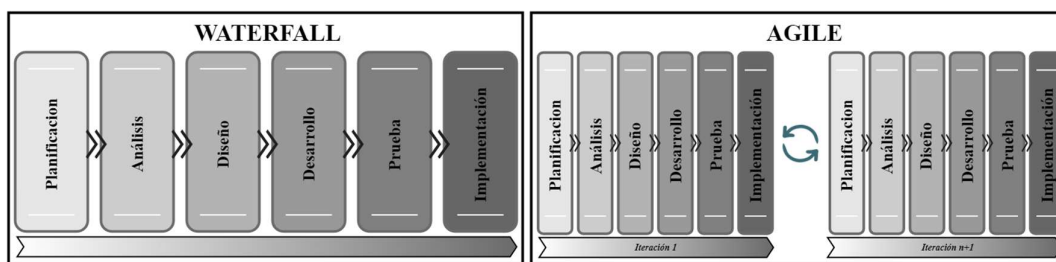 WATERFALL
Planificacion
Análisis
Diseño
Desarrollo
Prueba
Implementación
AGILE
Planificacion
Análisis
Diseño
Desarrollo
Prueba
Implementación
Iteración 1
Planificacion
Análisis
Diseño
Desarrollo
Prueba
Implementación
Iteración n+1